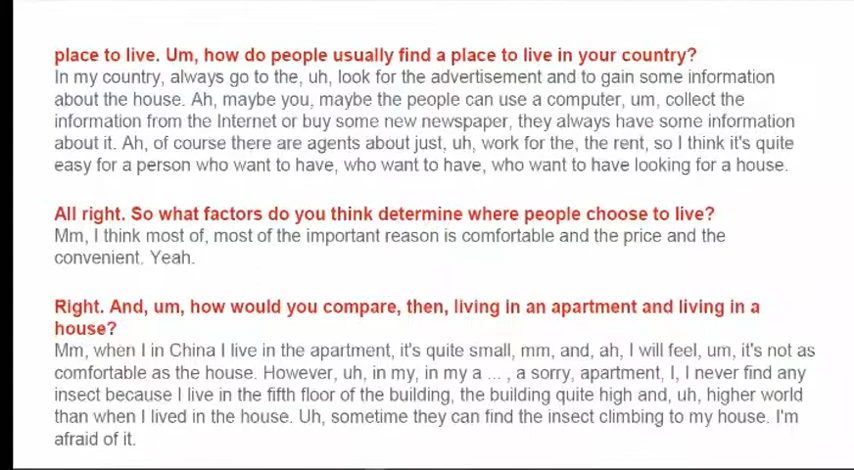 place to live. Um, how do people usually find a place to live in your country?
In my country, always go to the, uh, look for the advertisement and to gain some information
about the house. Ah, maybe you, maybe the people can use a computer, um, collect the
information from the Internet or buy some new newspaper, they always have some information
about it. Ah, of course there are agents about just, uh, work for the, the rent, so I think it's quite
easy for a person who want to have, who want to have, who want to have looking for a house.
All right. So what factors do you think determine where people choose to live?
Mm, I think most of, most of the important reason is comfortable and the price and the
convenient. Yeah.
Right. And, um, how would you compare, then, living in an apartment and living in a
house?
Mm, when I in China I live in the apartment, it's quite small, mm, and, ah, I will feel, um, it's not as
comfortable as the house. However, uh, in my, in my a ... , a sorry, apartment, I, I never find any
insect because I live in the fifth floor of the building, the building quite high and, uh, higher world
than when I lived in the house. Uh, sometime they can find the insect climbing to my house. I'm
afraid of it.